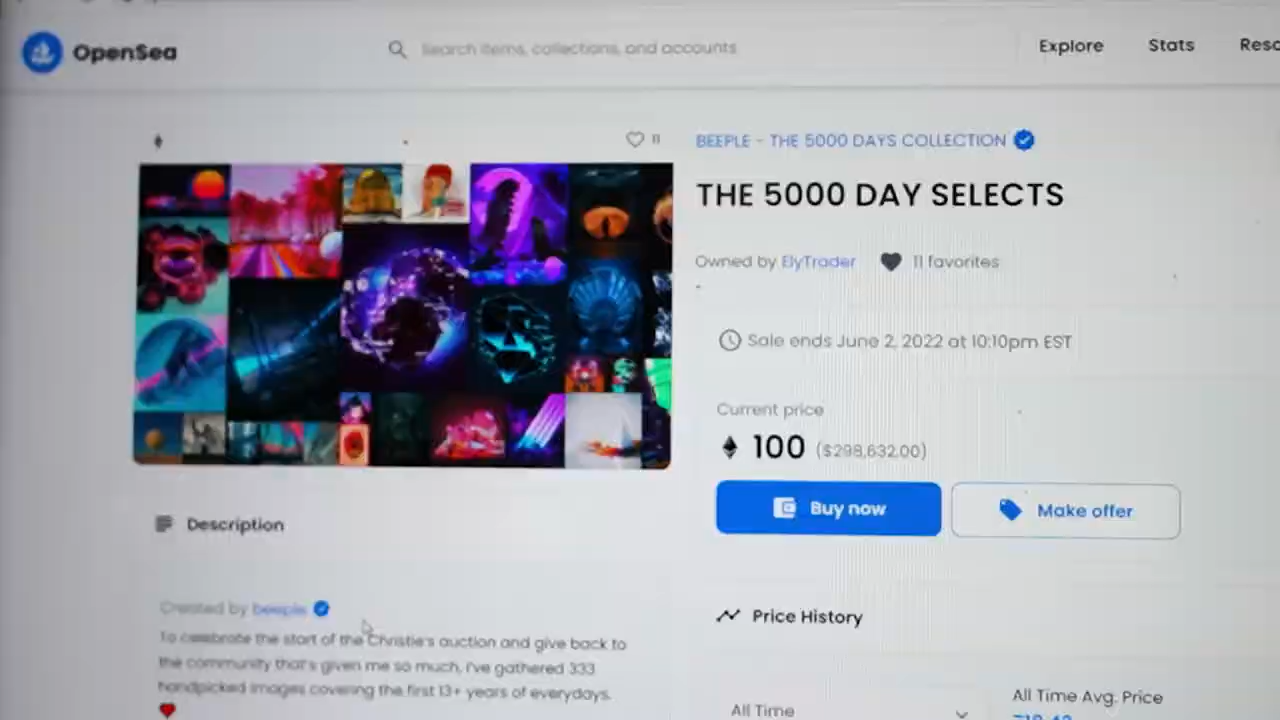 OpenSea
Search items, collections, and accounts
Explore
Stats
11
BEEPLE - THE 5000 DAYS COLLECTION
THE 5000 DAY SELECTS
Owned by ElyTrader
11 favorites
Sale ends June 2, 2022 at 10:10pm EST
Current price
100 ($298,632.00)
Buy now
Make offer
Description
Created by beeple
To celebrate the start of the Christie's auction and give back to
the community that's given me so much, I've gathered 333
handpicked images covering the first 13+ years of everydays.
Price History
All Time
All Time Avg. Price